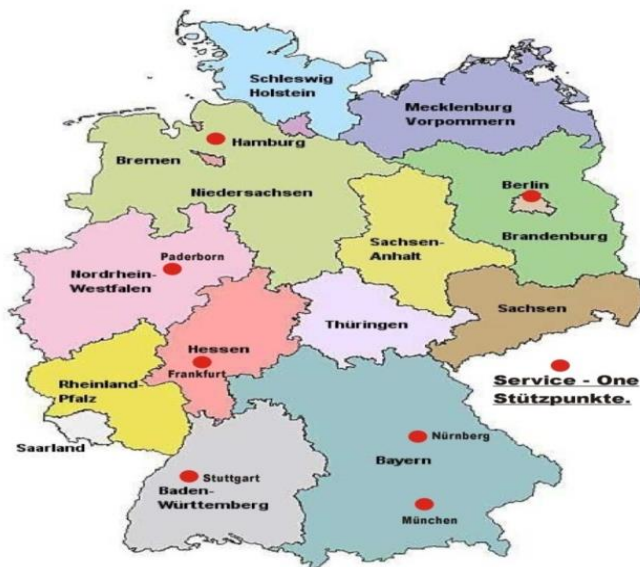 Schleswig
Holstein
Mecklenburg
Vorpommern
Hamburg
Bremen
Niedersachsen
Berlin
Brandenburg
Sachsen-
Anhalt
Paderborn
Nordrhein-
Westfalen
Sachsen
Thüringen
Hessen
Frankfurt
Rheinland-
Pfalz
Service - One
Stützpunkte.
Saarland
Nürnberg
Bayern
Stuttgart
Baden-
Württemberg
München